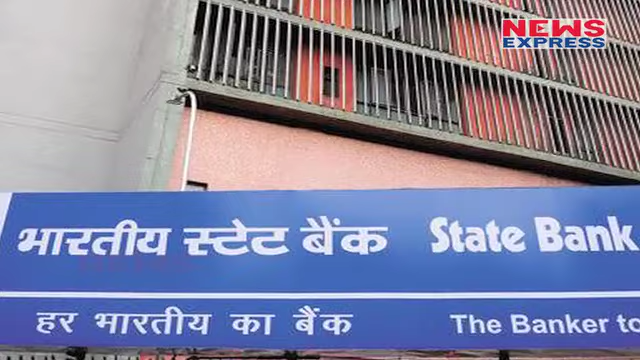 NEWS
EXPRESS
भारतीय स्टेट बैंक State Bank
हर भारतीय का बैंक The Banker to